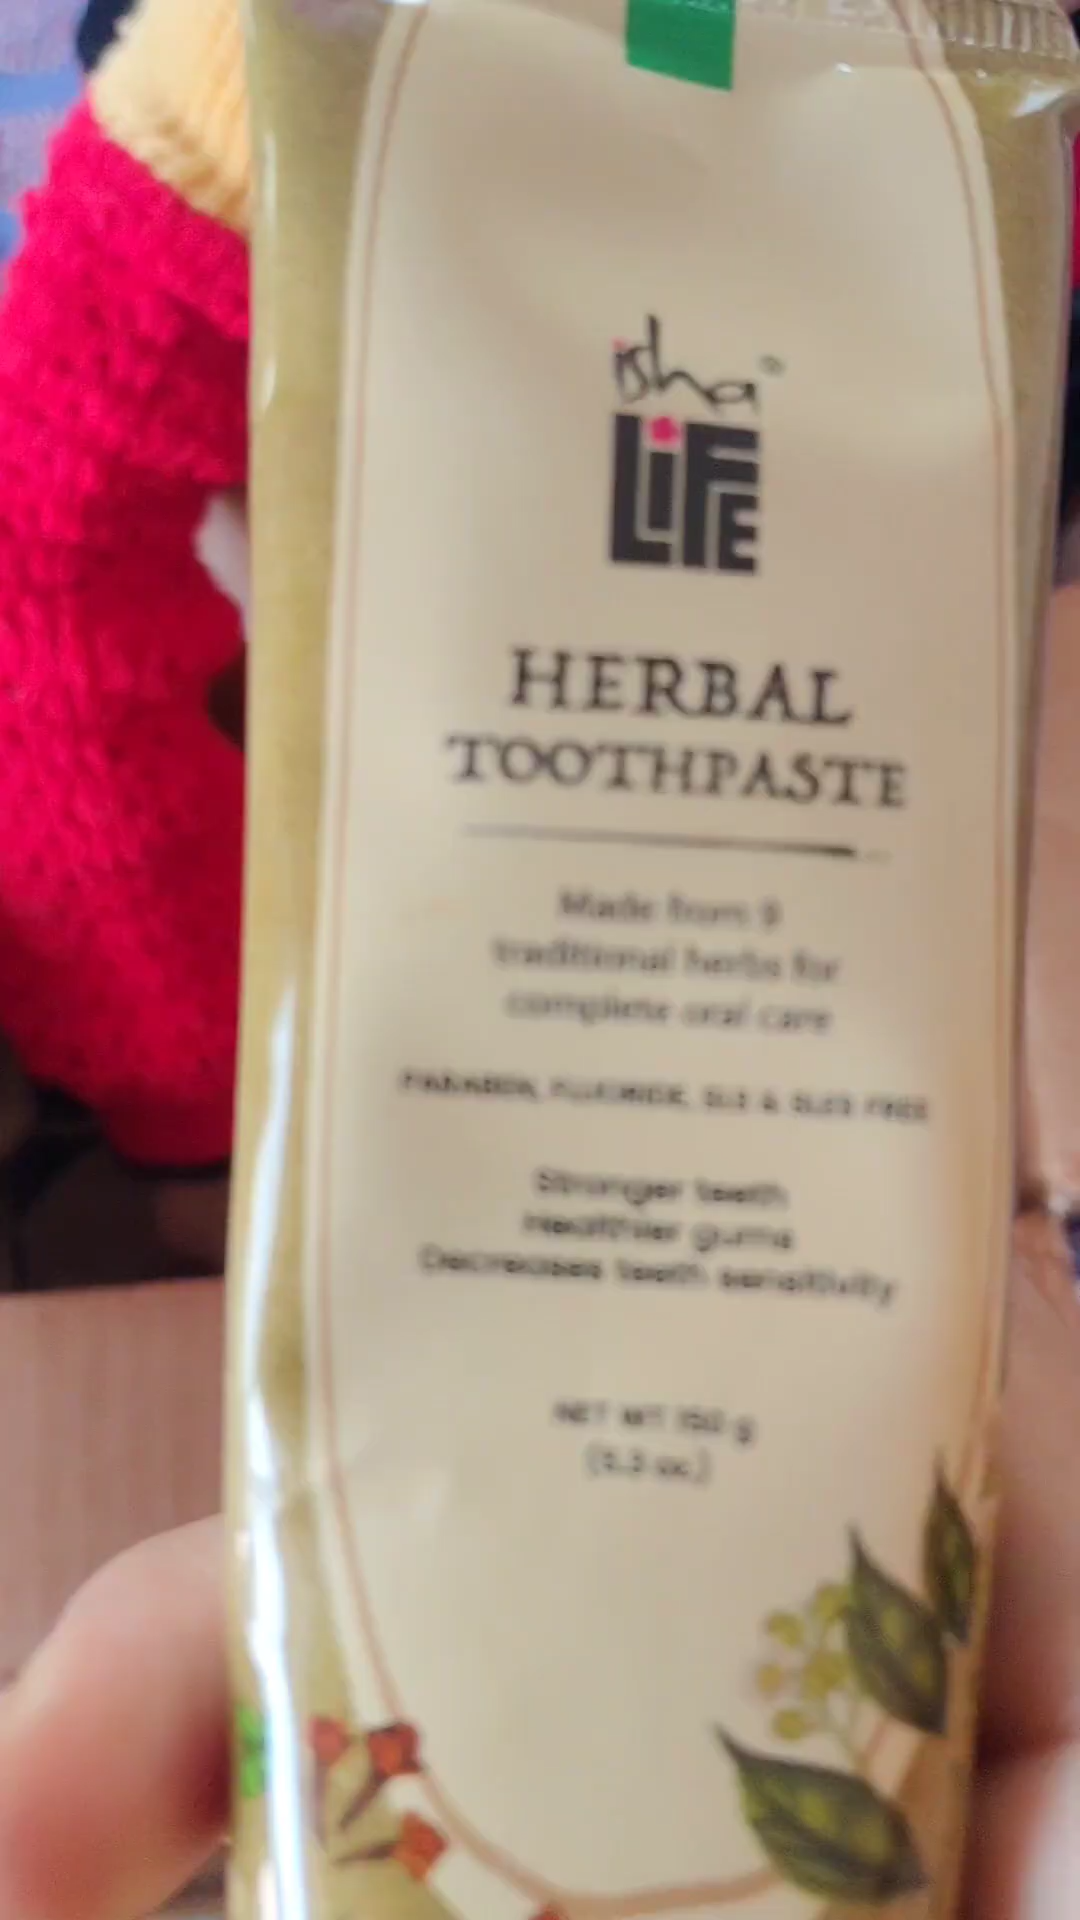 isha
LiFE
HERBAL
TOOTHPASTE
Made from 9
traditional herbs for
complete oral care
PARABEN, FLUORIDE, SLS & SLES FREE
Stronger teeth
Healthier gums
Decreases teeth sensitivity
NET WT 150 g
(5.3 oz.)